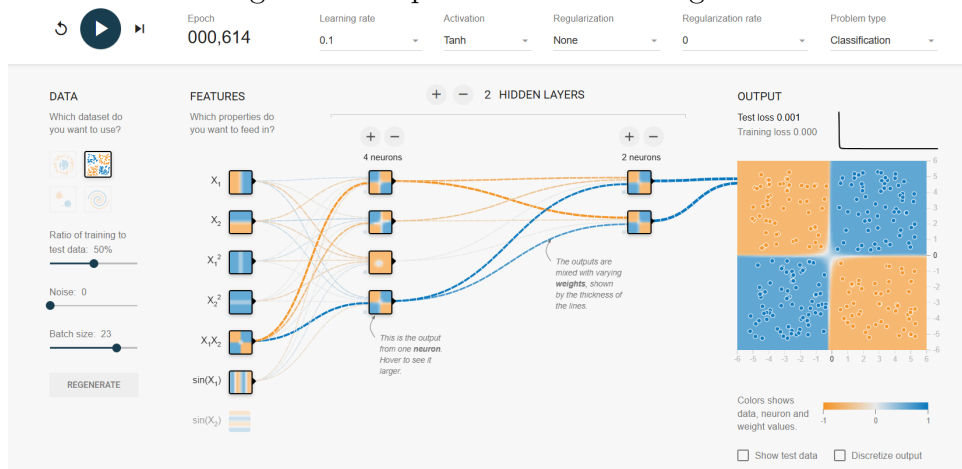 Epoch
000,614
Learning rate
0.1
Activation
Tanh
Regularization
None
Regularization rate
0
Problem type
Classification
DATA
Which dataset do
you want to use?
Ratio of training to
test data: 50%
Noise: 0
Batch size: 23
REGENERATE
FEATURES
Which properties do
you want to feed in?
X₁
X₂
X₁²
X₂²
X₁X₂
sin(X₁)
sin(X₂)
+ − 2 HIDDEN LAYERS
+ −
4 neurons
+ −
2 neurons
This is the output
from one neuron.
Hover to see it
larger.
The outputs are
mixed with varying
weights, shown
by the thickness of
the lines.
OUTPUT
Test loss 0.001
Training loss 0.000
6
5
4
3
2
1
0
-1
-2
-3
-4
-5
-6
-6 -5 -4 -3 -2 -1 0 1 2 3 4 5 6
Colors shows
data, neuron and
weight values.
-1 0 1
Show test data
Discretize output